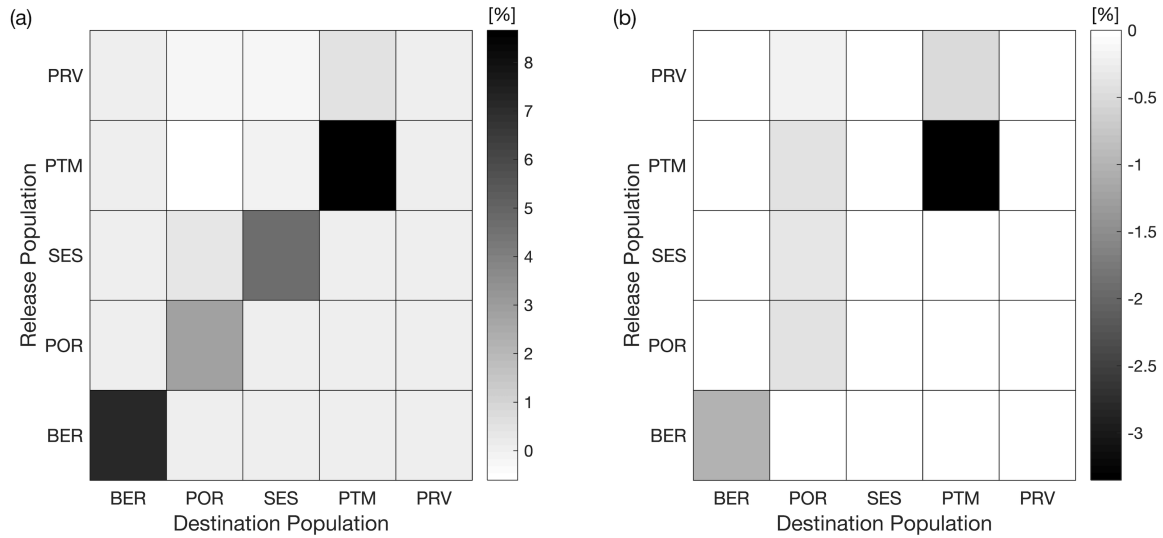 (a)
[%]
Release Population
PRV
PTM
SES
POR
BER
8
7
6
5
4
3
2
1
0
BER POR SES PTM PRV
Destination Population
(b)
[%]
Release Population
PRV
PTM
SES
POR
BER
0
-0.5
-1
-1.5
-2
-2.5
-3
BER POR SES PTM PRV
Destination Population